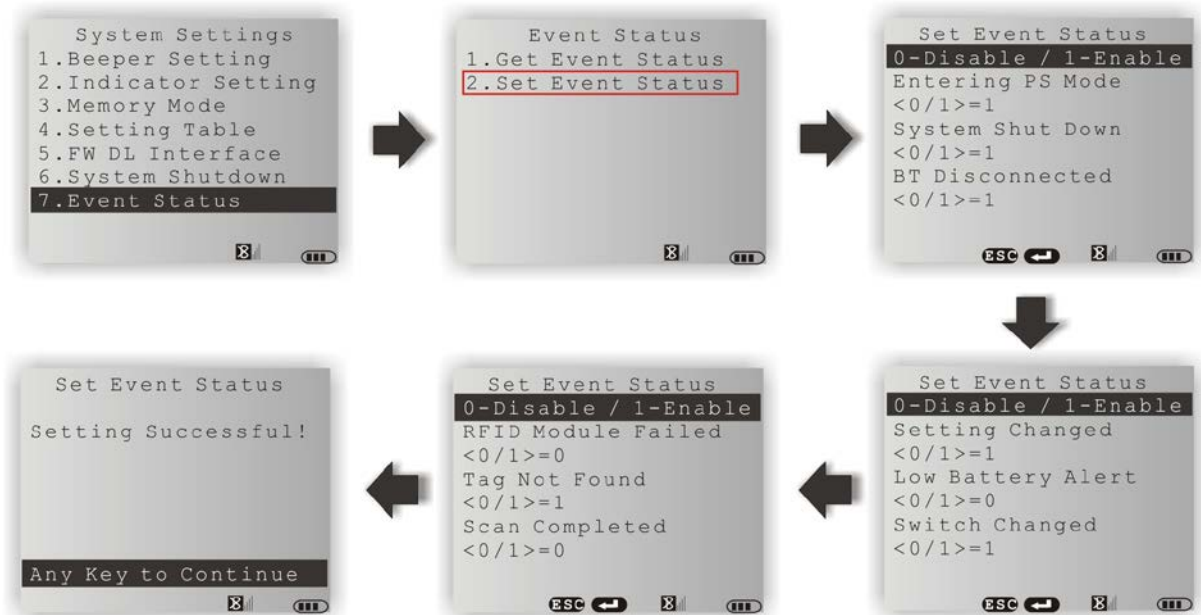 System Settings
1.Beeper Setting
2.Indicator Setting
3.Memory Mode
4.Setting Table
5.FW DL Interface
6.System Shutdown
7.Event Status
Event Status
1.Get Event Status
2.Set Event Status
Set Event Status
0-Disable / 1-Enable
Entering PS Mode
<0/1>=1
System Shut Down
<0/1>=1
BT Disconnected
<0/1>=1
ESC
Set Event Status
0-Disable / 1-Enable
Setting Changed
<0/1>=1
Low Battery Alert
<0/1>=0
Switch Changed
<0/1>=1
ESC
Set Event Status
0-Disable / 1-Enable
RFID Module Failed
<0/1>=0
Tag Not Found
<0/1>=1
Scan Completed
<0/1>=0
ESC
Set Event Status
Setting Successful!
Any Key to Continue